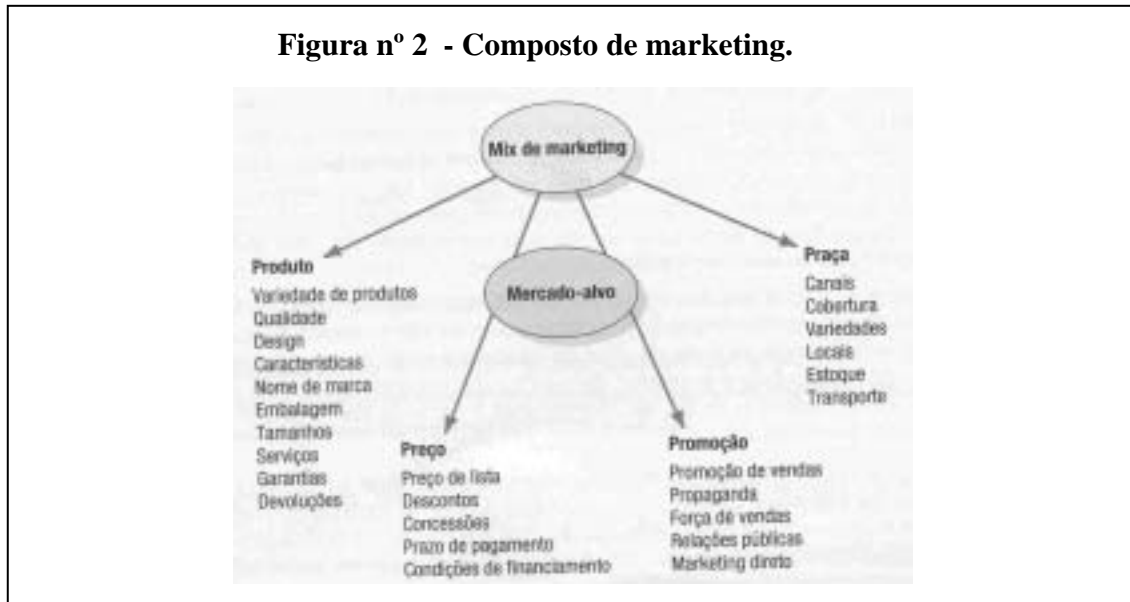 Figura nº 2 - Composto de marketing.
Mix de marketing
Mercado-alvo
Produto
Variedade de produtos
Qualidade
Design
Características
Nome de marca
Embalagem
Tamanhos
Serviços
Garantias
Devoluções
Preço
Preço de lista
Descontos
Concessões
Prazo de pagamento
Condições de financiamento
Promoção
Promoção de vendas
Propaganda
Força de vendas
Relações públicas
Marketing direto
Praça
Canais
Cobertura
Variedades
Locais
Estoque
Transporte